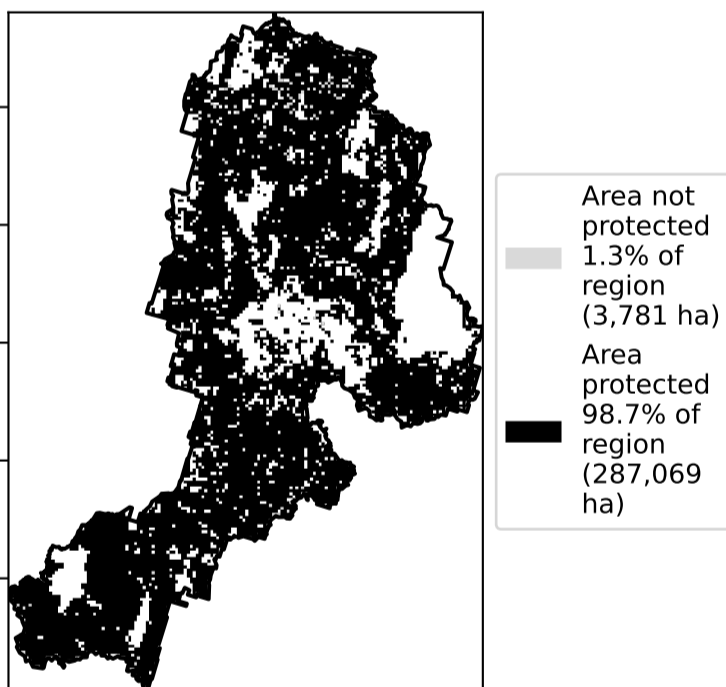 Area not
protected
1.3% of
region
(3,781 ha)
Area
protected
98.7% of
region
(287,069
ha)